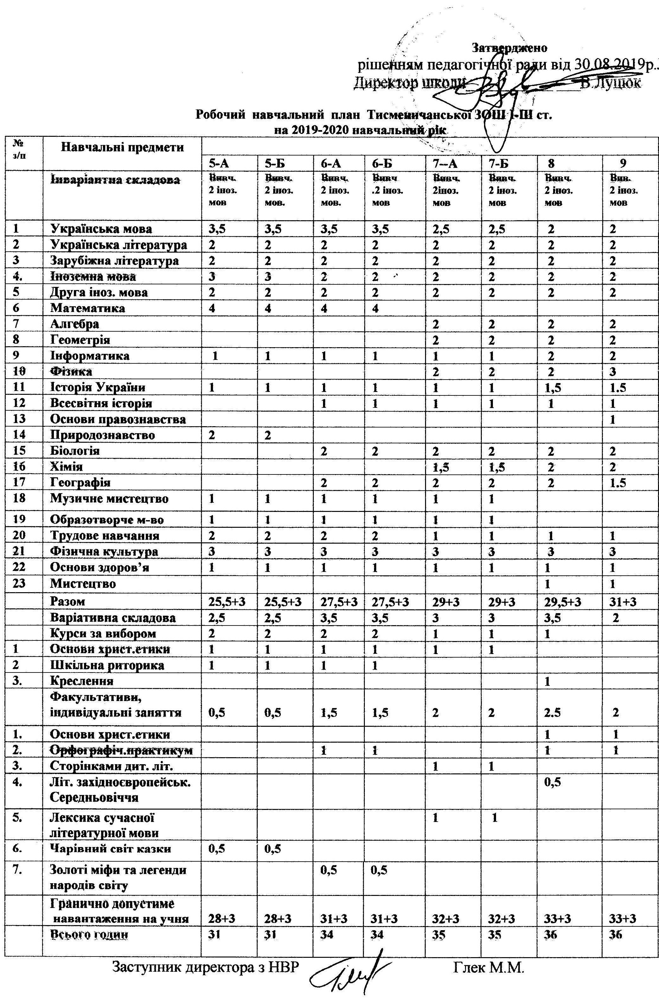 Затверджено
рішенням педагогічної ради від 30.08.2019р.
Директор школи В.Луцюк
Робочий навчальний план Тисменичанської ЗОШ І-ІІІ ст.
на 2019-2020 навчальний рік
№ з/п Навчальні предмети
5-А 5-Б 6-А 6-Б 7--А 7-Б 8 9
Інваріантна складова Вивч. Вивч. Вивч. Вивч Вивч. Вивч. Вивч. Вив.
2 іноз. 2 іноз. 2 іноз. .2 іноз. 2іноз. 2 іноз. 2 іноз. 2 іноз.
мов мов. мов. мов мов мов мов мов
1 Українська мова 3,5 3,5 3,5 3,5 2,5 2,5 2 2
2 Українська література 2 2 2 2 2 2 2 2
3 Зарубіжна література 2 2 2 2 2 2 2 2
4. Іноземна мова 3 3 2 2 2 2 2 2
5 Друга іноз. мова 2 2 2 2 2 2 2 2
6 Математика 4 4 4 4
7 Алгебра 2 2 2 2
8 Геометрія 2 2 2 2
9 Інформатика 1 1 1 1 1 1 2 2
10 Фізика 2 2 2 3
11 Історія України 1 1 1 1 1 1 1,5 1.5
12 Всесвітня історія 1 1 1 1 1 1
13 Основи правознавства 1
14 Природознавство 2 2
15 Біологія 2 2 2 2 2 2
16 Хімія 1,5 1,5 2 2
17 Географія 2 2 2 2 2 1.5
18 Музичне мистецтво 1 1 1 1 1 1
19 Образотворче м-во 1 1 1 1 1 1
20 Трудове навчання 2 2 2 2 1 1 1 1
21 Фізична культура 3 3 3 3 3 3 3 3
22 Основи здоров’я 1 1 1 1 1 1 1 1
23 Мистецтво 1 1
Разом 25,5+3 25,5+3 27,5+3 27,5+3 29+3 29+3 29,5+3 31+3
Варіативна складова 2,5 2,5 3,5 3,5 3 3 3,5 2
Курси за вибором 2 2 2 2 1 1 1
1 Основи христ.етики 1 1 1 1 1 1
2 Шкільна риторика 1 1 1 1
3. Креслення 1
Факультативи,
індивідуальні заняття 0,5 0,5 1,5 1,5 2 2 2.5 2
1. Основи христ.етики 1 1
2. Орфографіч.практикум 1 1 1 1
3. Сторінками дит. літ. 1 1
4. Літ. західноєвропейськ. 0,5
Середньовіччя
5. Лексика сучасної 1 1
літературної мови
6. Чарівний світ казки 0,5 0,5
7. Золоті міфи та легенди 0,5 0,5
народів світу
Гранично допустиме
навантаження на учня 28+3 28+3 31+3 31+3 32+3 32+3 33+3 33+3
Всього годин 31 31 34 34 35 35 36 36
Заступник директора з НВР Глек М.М.